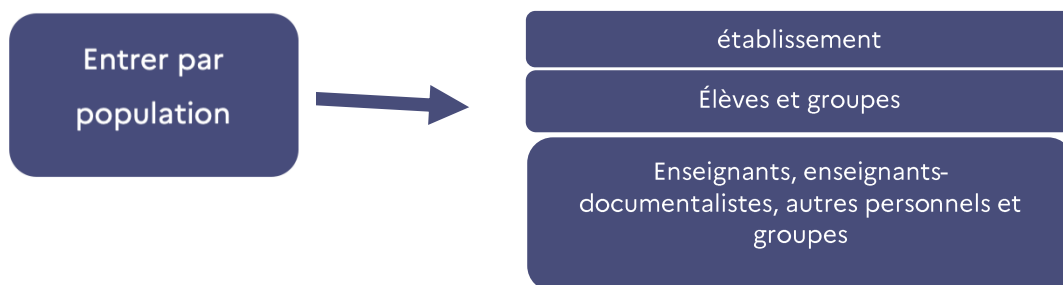 Entrer par
population
établissement
Élèves et groupes
Enseignants, enseignants-
documentalistes, autres personnels et
groupes